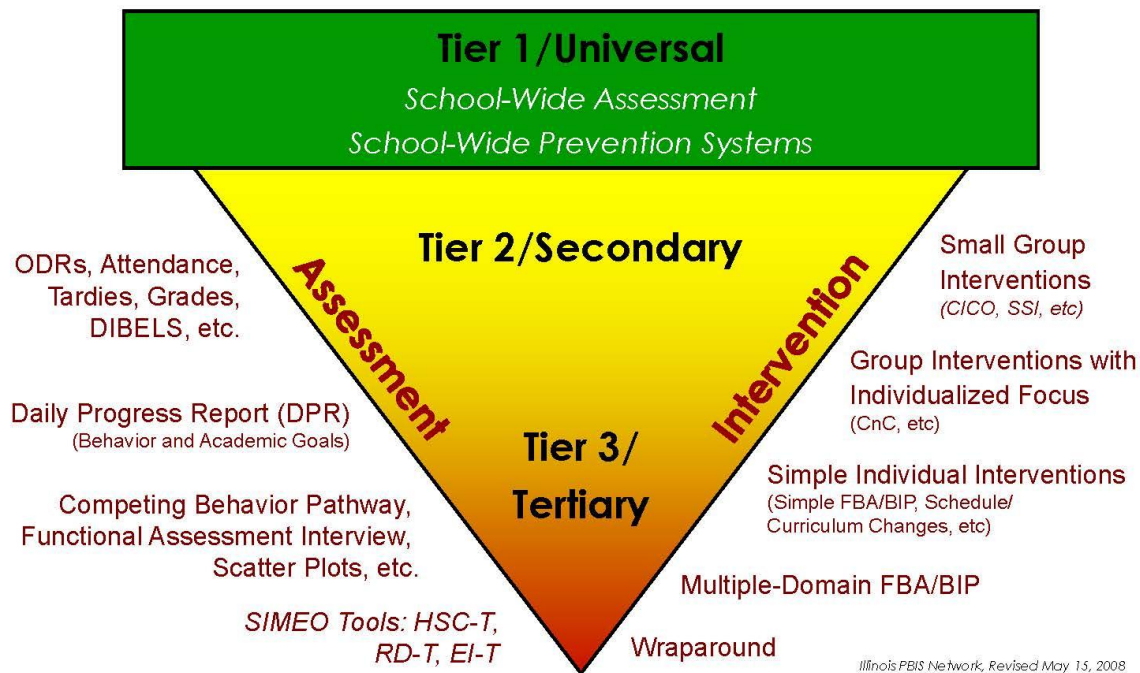 Tier 1/Universal
School-Wide Assessment
School-Wide Prevention Systems
Tier 2/Secondary
Tier 3/
Tertiary
Assessment
ODRs, Attendance,
Tardies, Grades,
DIBELS, etc.
Daily Progress Report (DPR)
(Behavior and Academic Goals)
Competing Behavior Pathway,
Functional Assessment Interview,
Scatter Plots, etc.
SIMEO Tools: HSC-T,
RD-T, EI-T
Intervention
Small Group
Interventions
(CICO, SSI, etc)
Group Interventions with
Individualized Focus
(CnC, etc)
Simple Individual Interventions
(Simple FBA/BIP, Schedule/
Curriculum Changes, etc)
Multiple-Domain FBA/BIP
Wraparound
Illinois PBIS Network, Revised May 15, 2008